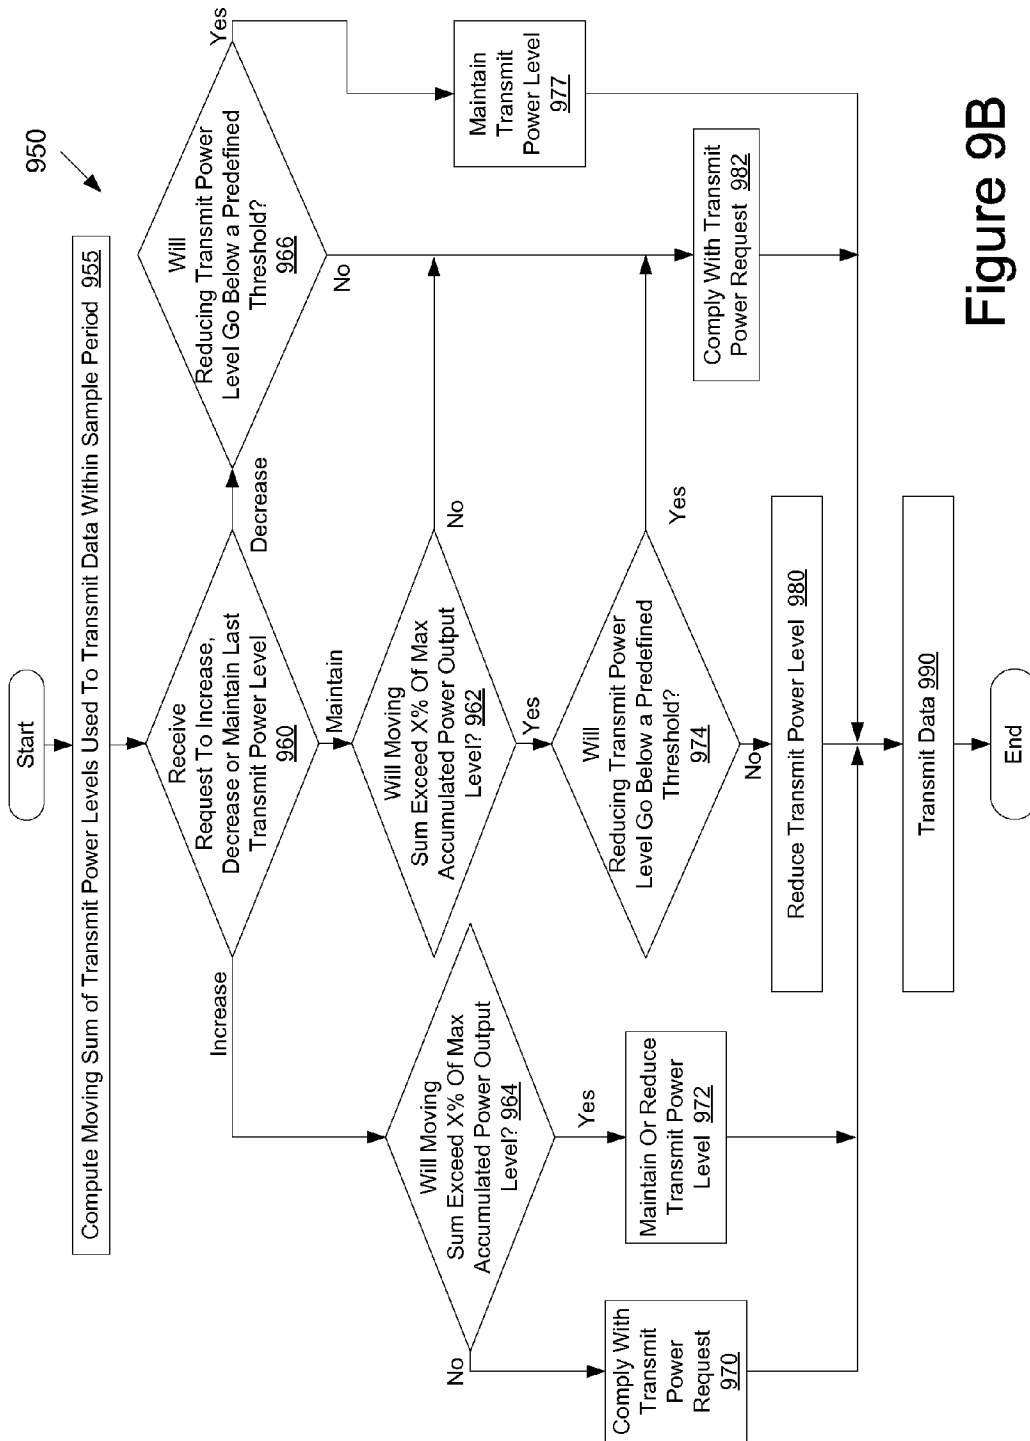 950
Start
Compute Moving Sum of Transmit Power Levels Used To Transmit Data Within Sample Period 955
Receive
Request To Increase,
Decrease or Maintain Last
Transmit Power Level
960
Increase
Maintain
Decrease
Will Moving
Sum Exceed X% Of Max
Accumulated Power Output
Level? 964
No
Yes
Will Moving
Sum Exceed X% Of Max
Accumulated Power Output
Level? 962
No
Yes
Will
Reducing Transmit Power
Level Go Below a Predefined
Threshold?
966
No
Yes
Comply With
Transmit
Power
Request
970
Maintain Or Reduce
Transmit Power
Level 972
Will
Reducing Transmit Power
Level Go Below a Predefined
Threshold?
974
Yes
No
Maintain
Transmit
Power Level
977
Reduce Transmit Power Level 980
Comply With Transmit
Power Request 982
Transmit Data 990
End
Figure 9B